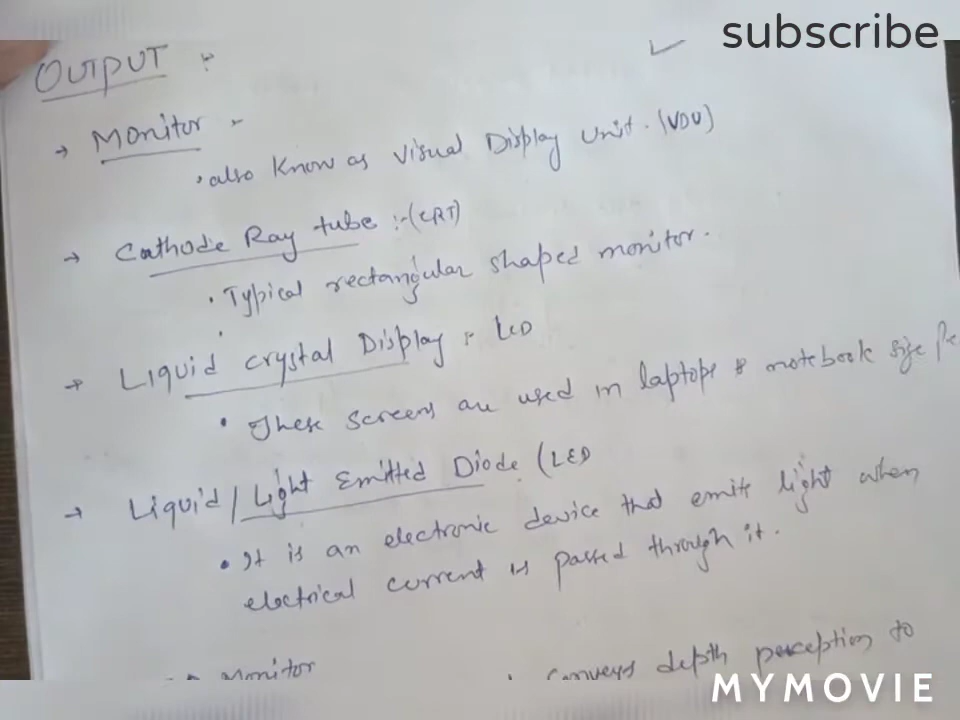 subscribe
OUTPUT :-
→ Monitor :-
• also Known as Visual Display Unit. (VDU)
→ Cathode Ray tube :- (CRT)
• Typical rectangular shaped monitor.
→ Liquid Crystal Display :- LCD
• These screens are used in laptops & notebook size
→ Liquid / Light Emitted Diode (LED
• It is an electronic device that emits light when
electrical current is passed through it.
Monitor
conveys depth perception to
MYMOVIE